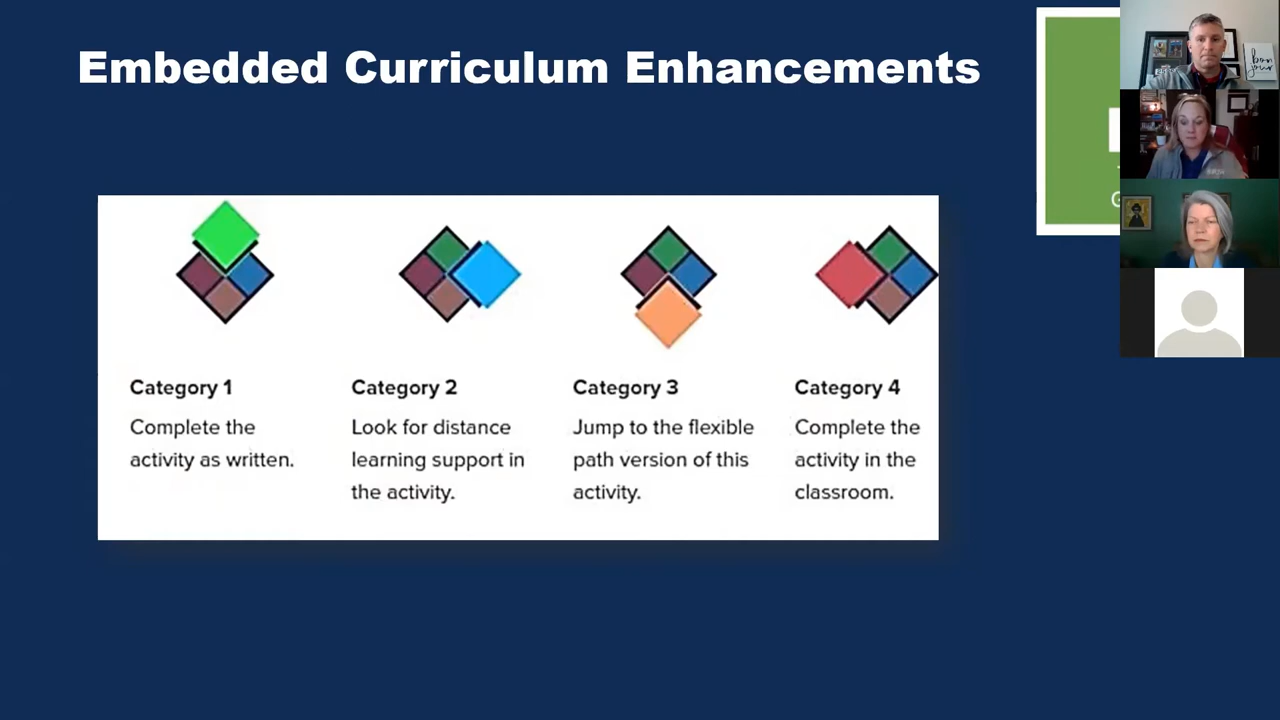 Embedded Curriculum Enhancements
Category 1
Complete the
activity as written.
Category 2
Look for distance
learning support in
the activity.
Category 3
Jump to the flexible
path version of this
activity.
Category 4
Complete the
activity in the
classroom.
bon
jour